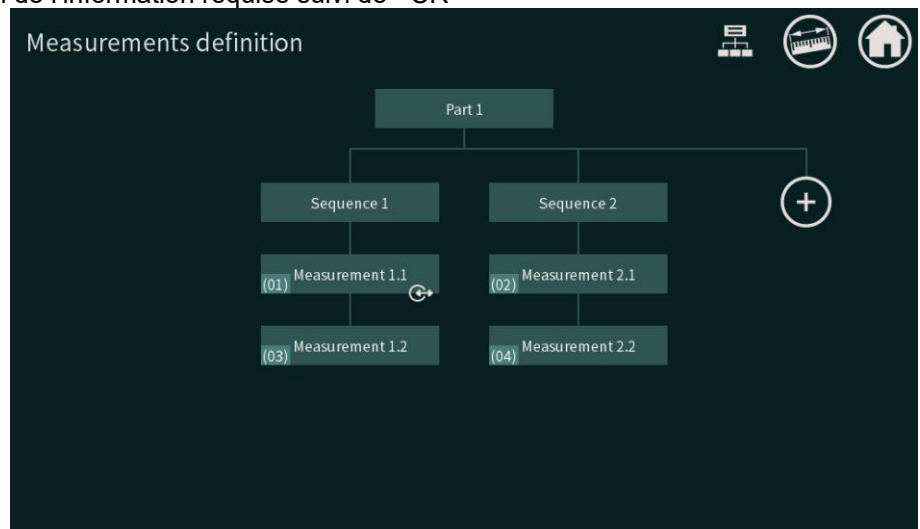 Measurements definition
Part 1
Sequence 1
Sequence 2
+
(01) Measurement 1.1
(02) Measurement 2.1
(03) Measurement 1.2
(04) Measurement 2.2